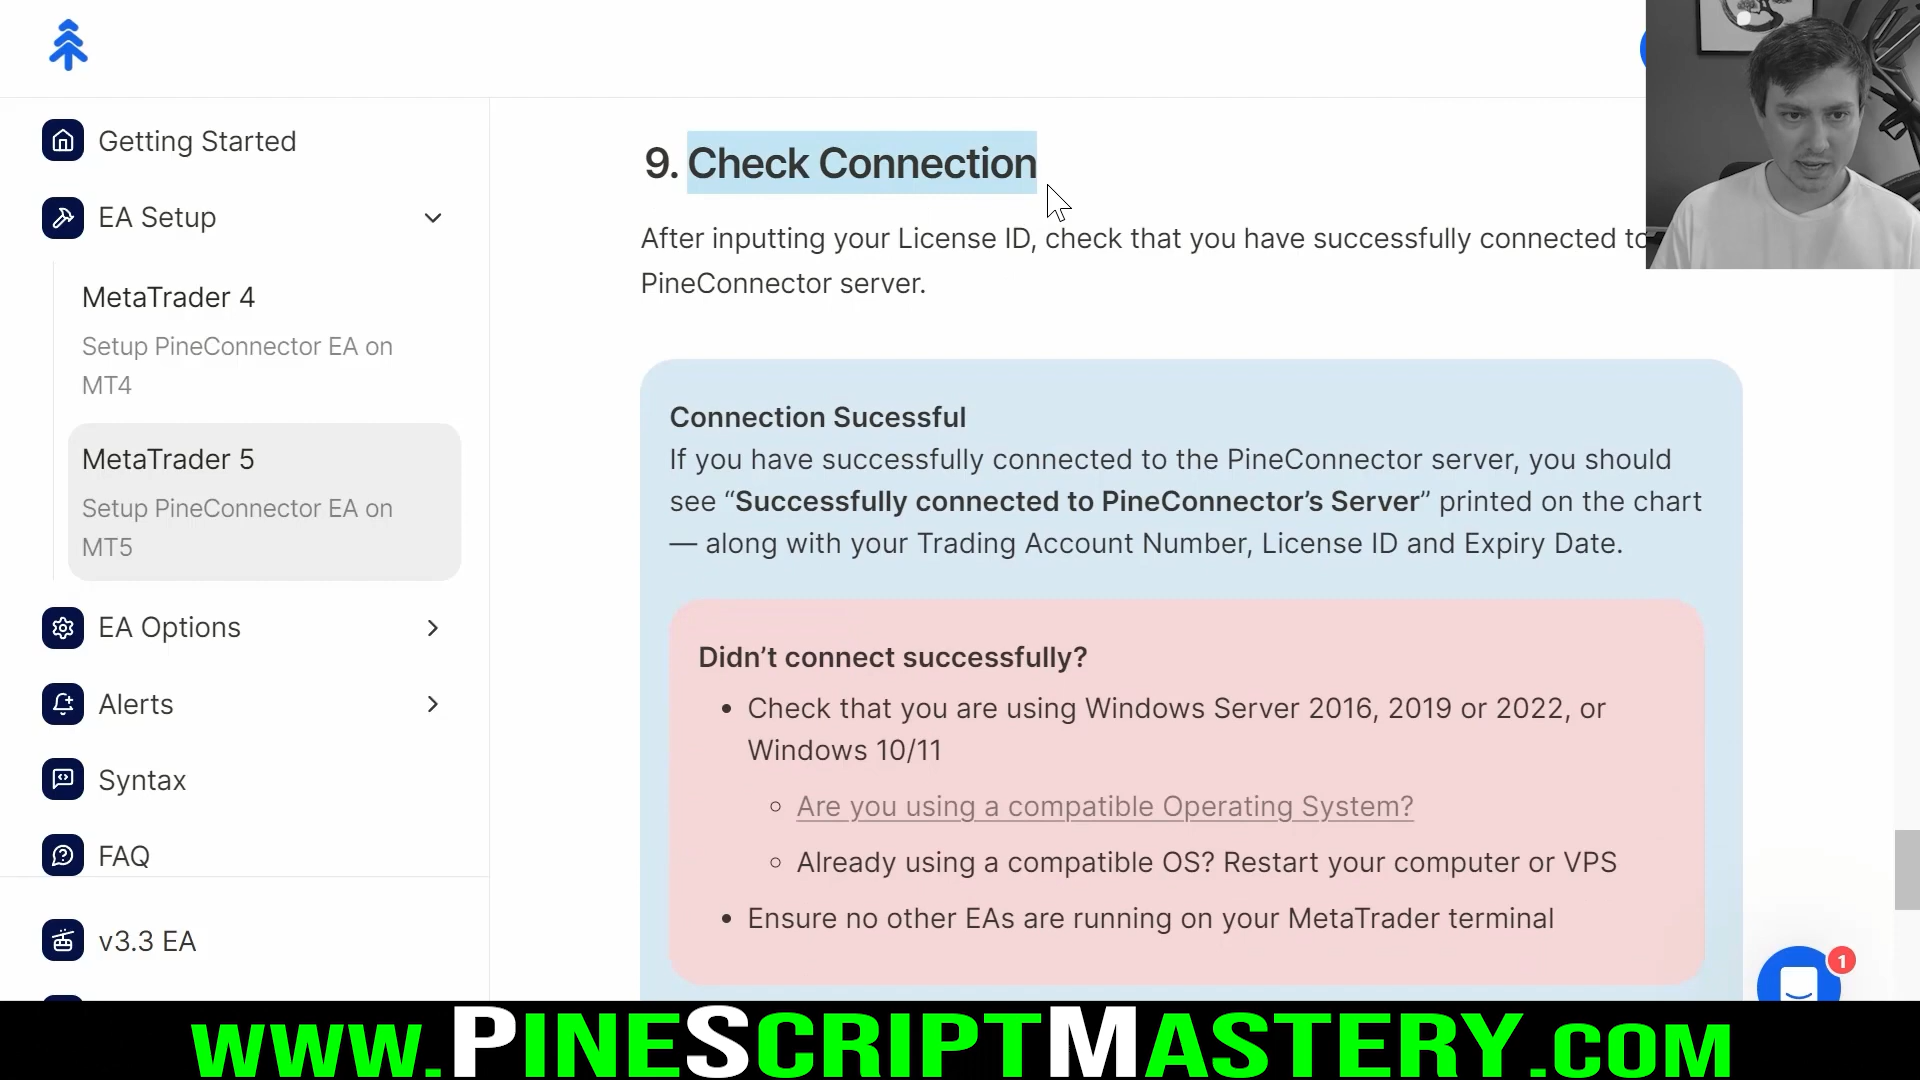 Getting Started
EA Setup
MetaTrader 4
Setup PineConnector EA on
MT4
MetaTrader 5
Setup PineConnector EA on
MT5
EA Options
Alerts
Syntax
FAQ
v3.3 EA
9. Check Connection
After inputting your License ID, check that you have successfully connected to
PineConnector server.
Connection Sucessful
If you have successfully connected to the PineConnector server, you should
see “Successfully connected to PineConnector’s Server” printed on the chart
— along with your Trading Account Number, License ID and Expiry Date.
Didn’t connect successfully?
• Check that you are using Windows Server 2016, 2019 or 2022, or
Windows 10/11
◦ Are you using a compatible Operating System?
◦ Already using a compatible OS? Restart your computer or VPS
• Ensure no other EAs are running on your MetaTrader terminal
1
www.PineScriptMastery.com